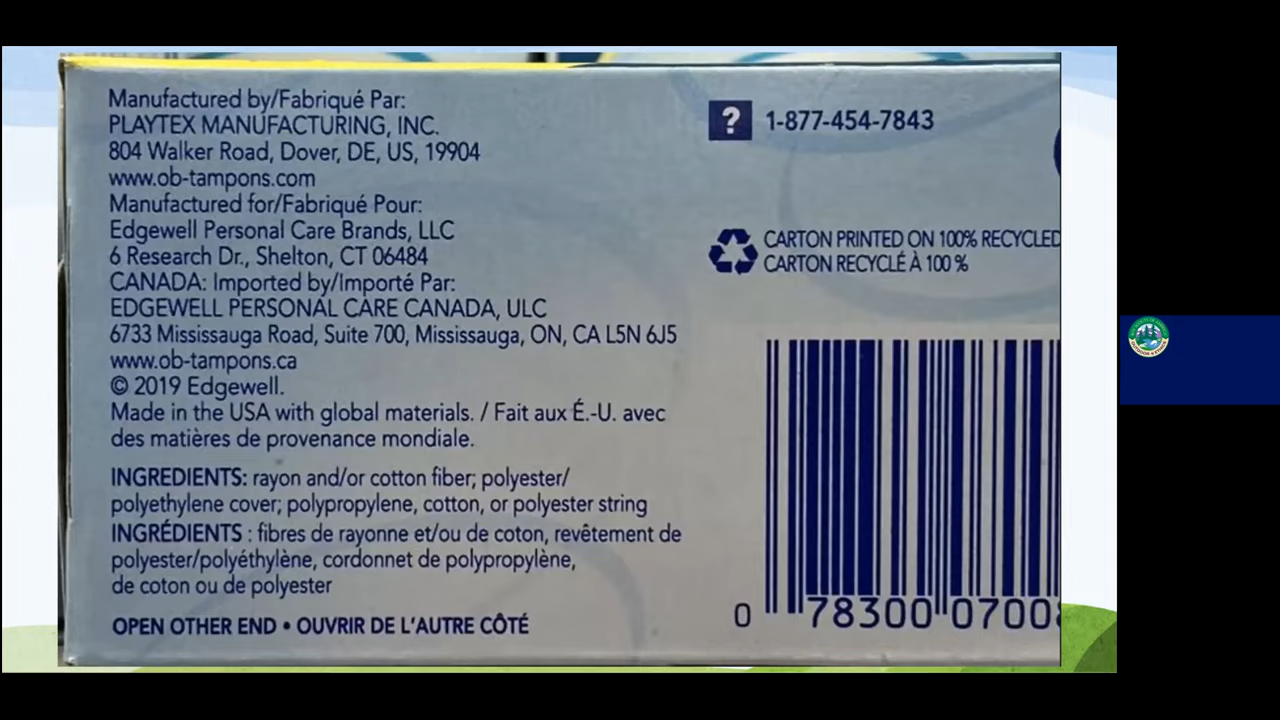 Manufactured by/Fabriqué Par:
PLAYTEX MANUFACTURING, INC.
804 Walker Road, Dover, DE, US, 19904
www.ob-tampons.com
Manufactured for/Fabriqué Pour:
Edgewell Personal Care Brands, LLC
6 Research Dr., Shelton, CT 06484
CANADA: Imported by/Importé Par:
EDGEWELL PERSONAL CARE CANADA, ULC
6733 Mississauga Road, Suite 700, Mississauga, ON, CA L5N 6J5
www.ob-tampons.ca
© 2019 Edgewell.
Made in the USA with global materials. / Fait aux É.-U. avec
des matières de provenance mondiale.
INGREDIENTS: rayon and/or cotton fiber; polyester/
polyethylene cover; polypropylene, cotton, or polyester string
INGRÉDIENTS : fibres de rayonne et/ou de coton, revêtement de
polyester/polyéthylène, cordonnet de polypropylène,
de coton ou de polyester
OPEN OTHER END • OUVRIR DE L'AUTRE CÔTÉ
? 1-877-454-7843
CARTON PRINTED ON 100% RECYCLED
CARTON RECYCLÉ À 100 %
0 78300 0700